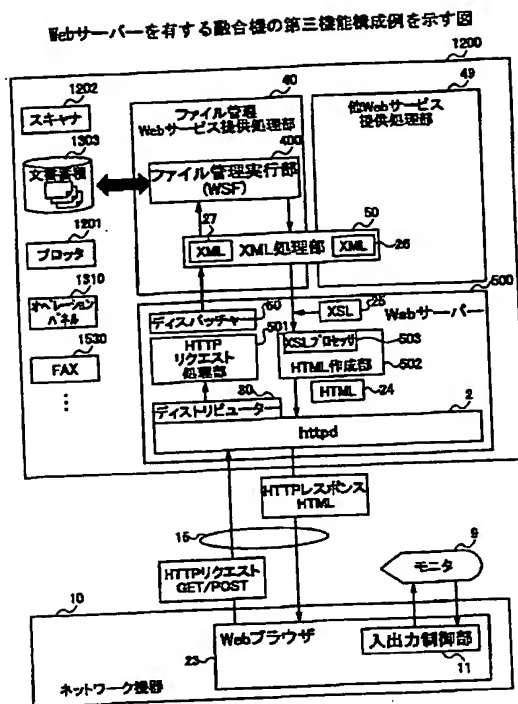 Webサーバーを有する融合機の第三機能構成例を示す図
1200
1202
スキャナ
1303
文書蓄積
1201
プロッタ
1310
オペレーション
パネル
1530
FAX
40
ファイル管理
Webサービス提供処理部
400
ファイル管理実行部
(WSF)
49
他Webサービス
提供処理部
27
XML
XML処理部
50
XML
26
500
ディスパッチャー
60
XSL
25
Webサーバー
HTTP
リクエスト
処理部
501
XSLプロセッサ
503
HTML作成部
502
HTML
24
ディストリビューター
80
2
httpd
HTTPレスポンス
HTML
15
HTTPリクエスト
GET/POST
9
モニタ
10
Webブラウザ
23
入出力制御部
11
ネットワーク機器